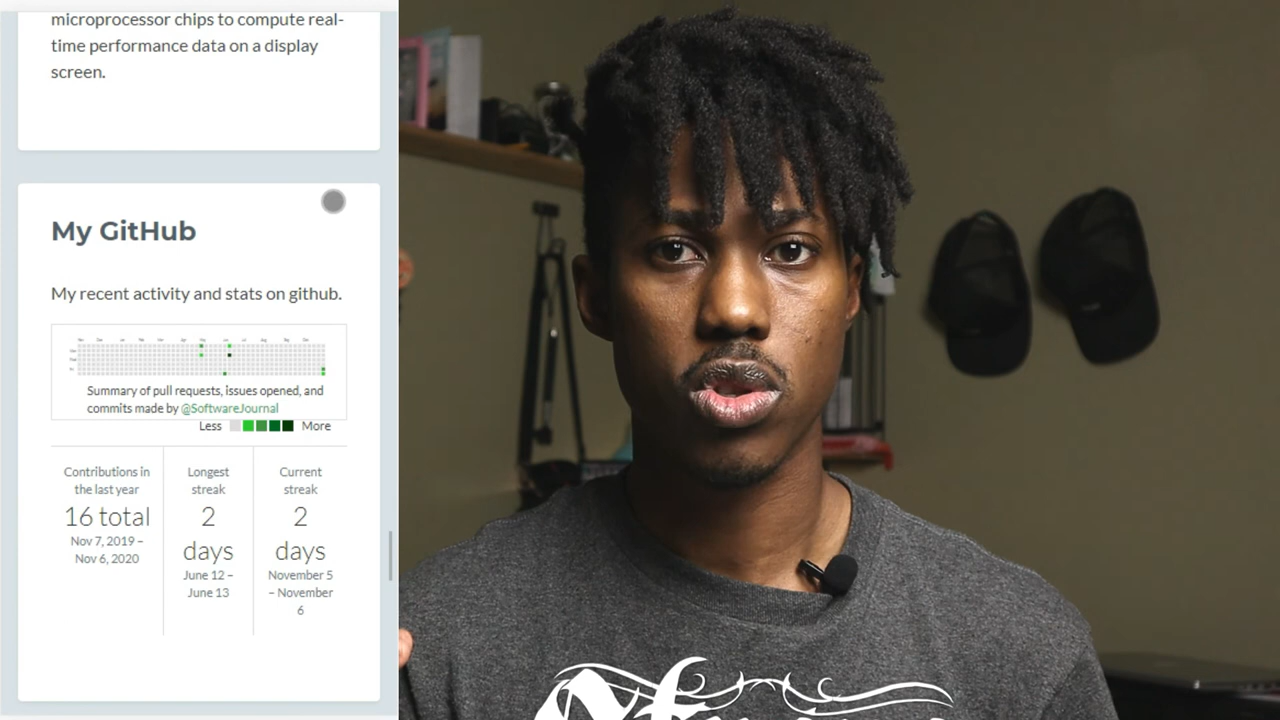 microprocessor chips to compute real-
time performance data on a display
screen.
My GitHub
My recent activity and stats on github.
Summary of pull requests, issues opened, and
commits made by @SoftwareJournal
Less
More
Contributions in
the last year
16 total
Nov 7, 2019 –
Nov 6, 2020
Longest
streak
2
days
June 12 –
June 13
Current
streak
2
days
November 5
– November
6